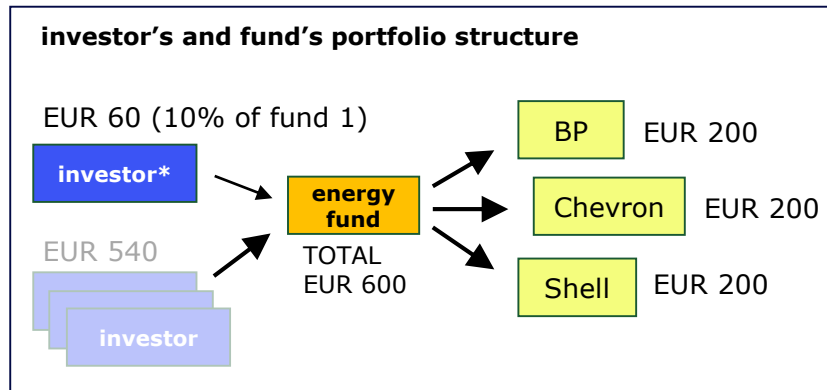 investor's and fund's portfolio structure
EUR 60 (10% of fund 1)
investor*
EUR 540
investor
energy
fund
TOTAL
EUR 600
BP
EUR 200
Chevron
EUR 200
Shell
EUR 200